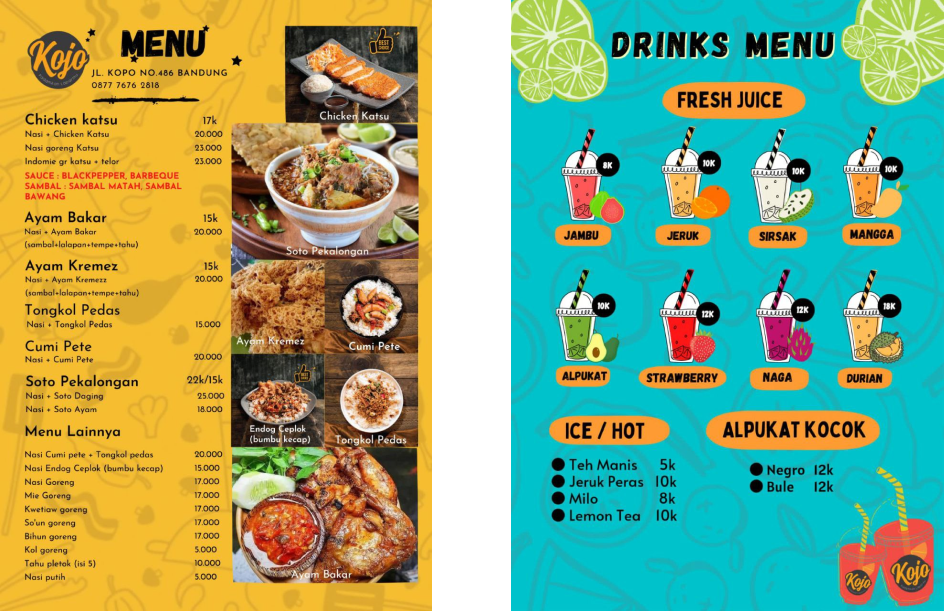 Kojo
MENU
JL. KOPO NO.486 BANDUNG
0877 7676 2818
Chicken katsu 17k
Nasi + Chicken Katsu 20.000
Nasi goreng Katsu 23.000
Indomie gr katsu + telor 23.000
SAUCE : BLACKPEPPER, BARBEQUE
SAMBAL : SAMBAL MATAH, SAMBAL
BAWANG
Ayam Bakar 15k
Nasi + Ayam Bakar 20.000
(sambal+lalapan+tempe+tahu)
Ayam Kremez 15k
Nasi + Ayam Kremezz 20.000
(sambal+lalapan+tempe+tahu)
Tongkol Pedas
Nasi + Tongkol Pedas 15.000
Cumi Pete
Nasi + Cumi Pete 20.000
Soto Pekalongan 22k/15k
Nasi + Soto Daging 25.000
Nasi + Soto Ayam 18.000
Menu Lainnya
Nasi Cumi pete + Tongkol pedas 20.000
Nasi Endog Ceplok (bumbu kecap) 15.000
Nasi Goreng 17.000
Mie Goreng 17.000
Kwetiaw goreng 17.000
So'un goreng 17.000
Bihun goreng 17.000
Kol goreng 5.000
Tahu pletok (isi 5) 10.000
Nasi putih 5.000
BEST
CHOICE
Chicken Katsu
Soto Pekalongan
Ayam Kremez
Cumi Pete
Endog Ceplok
(bumbu kecap)
Tongkol Pedas
Ayam Bakar
DRINKS MENU
FRESH JUICE
8K
10K
10K
10K
JAMBU
JERUK
SIRSAK
MANGGA
10K
12K
12K
18K
ALPUKAT
STRAWBERRY
NAGA
DURIAN
ICE / HOT
Teh Manis 5k
Jeruk Peras 10k
Milo 8k
Lemon Tea 10k
ALPUKAT KOCOK
Negro 12k
Bule 12k
Kojo
Kojo